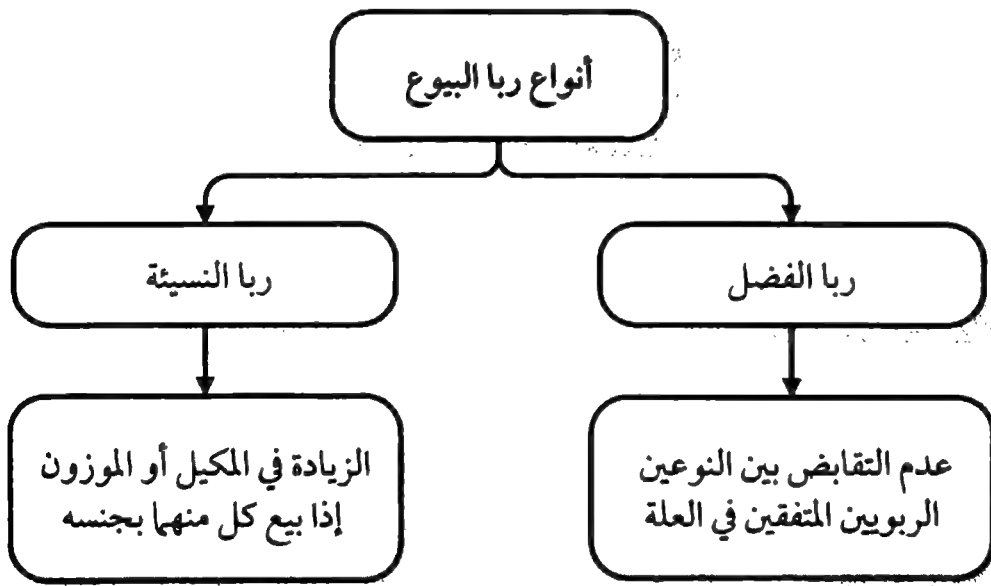 أنواع ربا البيوع
ربا الفضل
ربا النسيئة
عدم التقابض بين النوعين
الربويين المتفقين في العلة
الزيادة في المكيل أو الموزون
إذا بيع كل منهما بجنسه